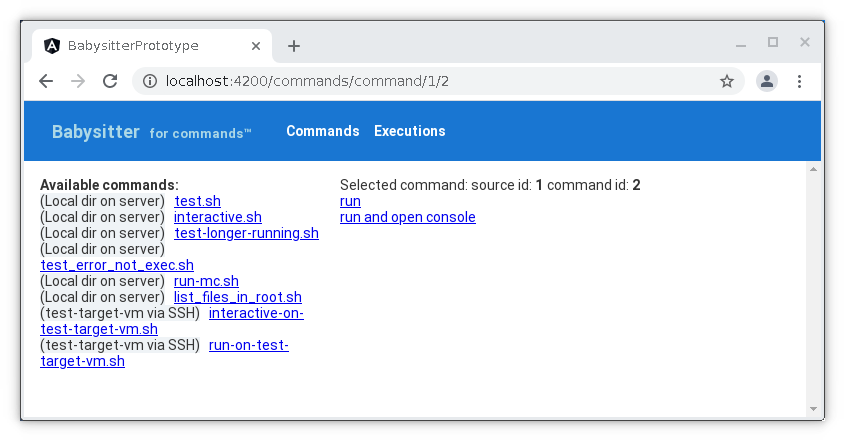 BabysitterPrototype
localhost:4200/commands/command/1/2
Babysitter for commands™ Commands Executions
Available commands:
(Local dir on server) test.sh
(Local dir on server) interactive.sh
(Local dir on server) test-longer-running.sh
(Local dir on server)
test_error_not_exec.sh
(Local dir on server) run-mc.sh
(Local dir on server) list_files_in_root.sh
(test-target-vm via SSH) interactive-on-
test-target-vm.sh
(test-target-vm via SSH) run-on-test-
target-vm.sh
Selected command: source id: 1 command id: 2
run
run and open console